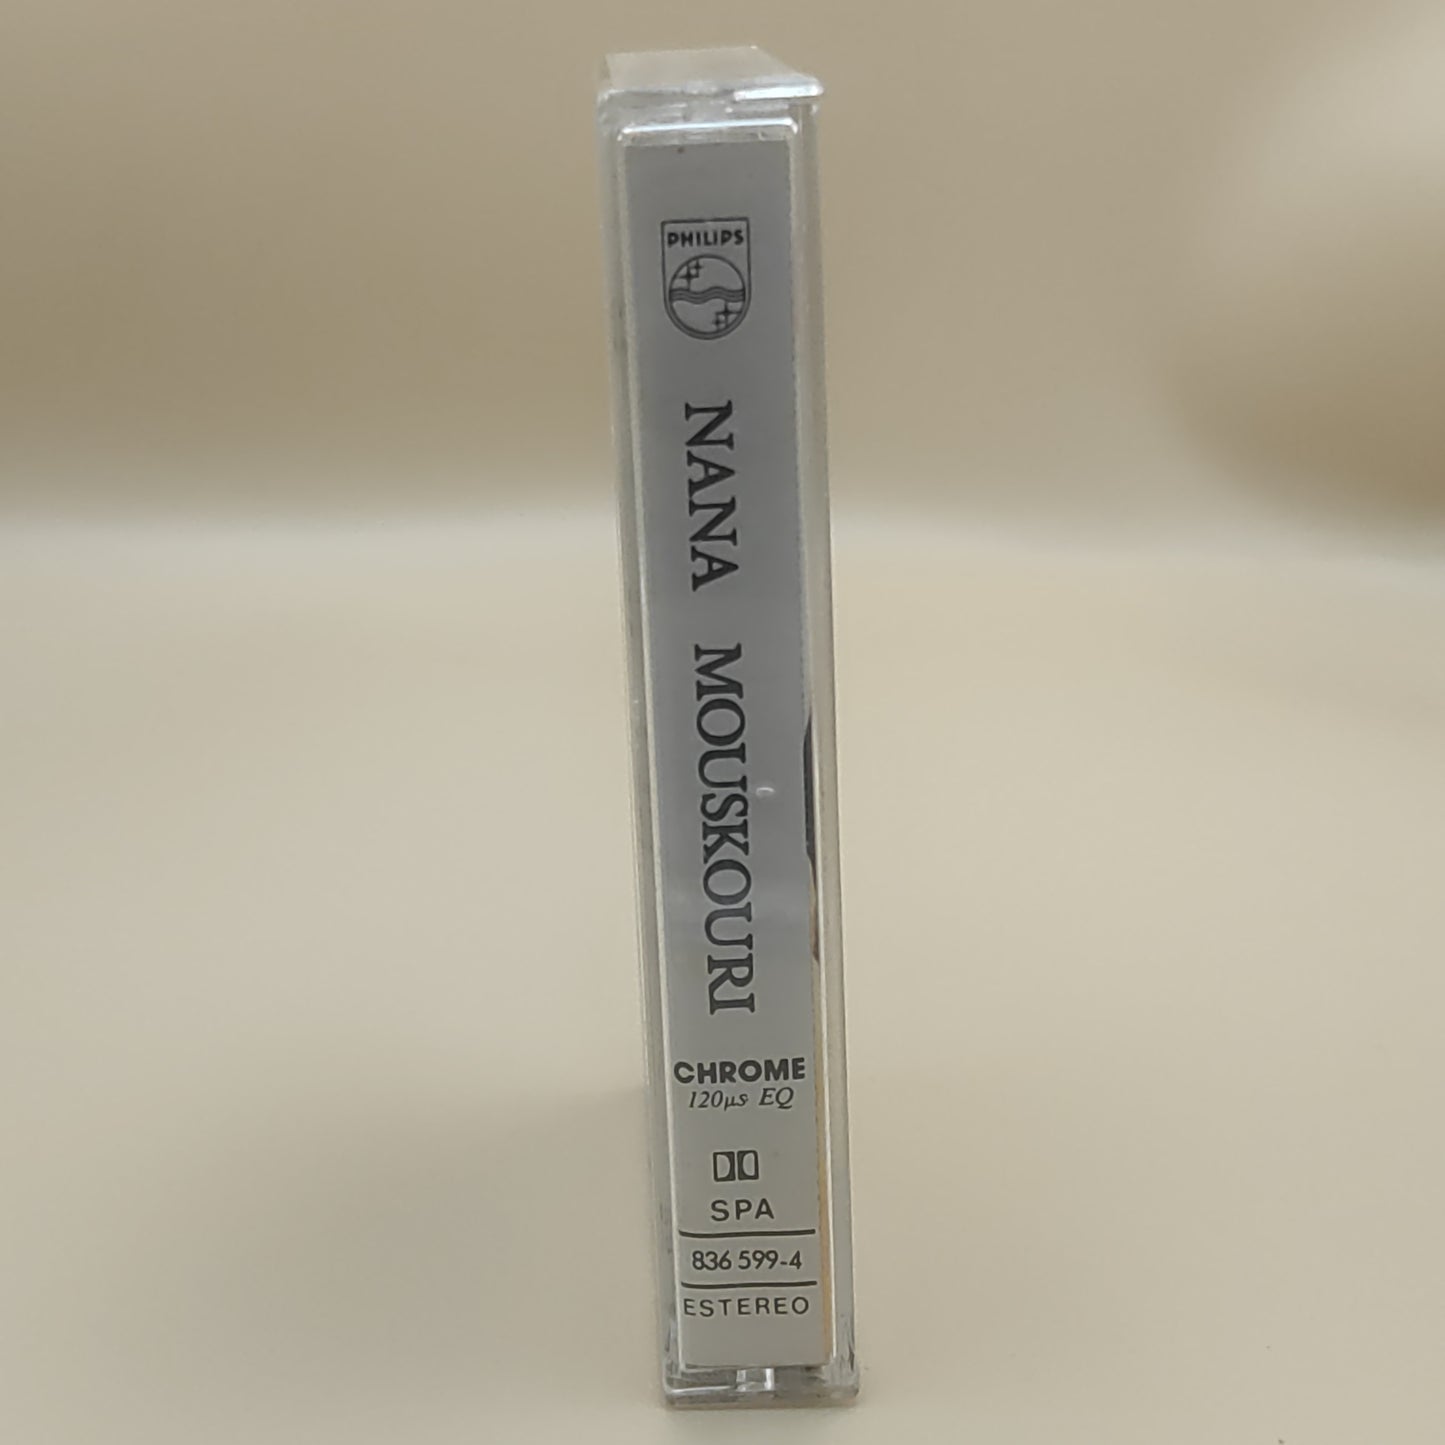 PHILIPS
NANA MOUSKOURI
CHROME
120µs EQ
SPA
836 599-4
ESTEREO